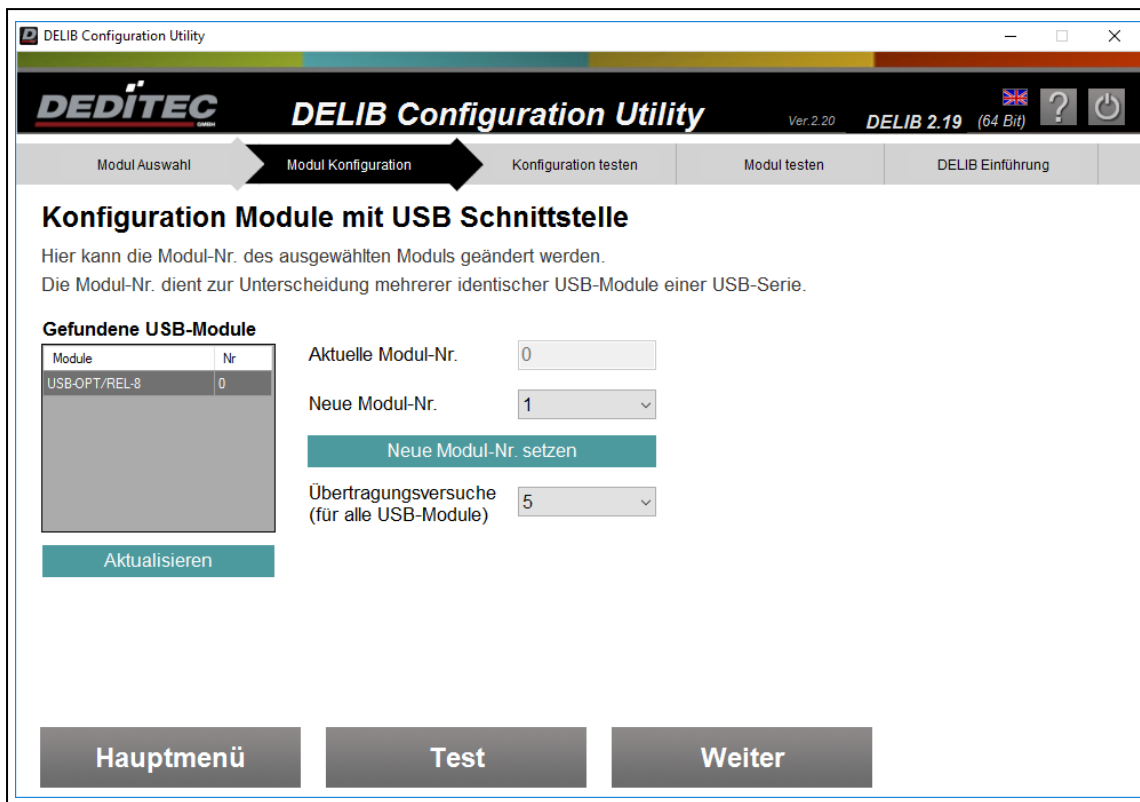 DELIB Configuration Utility
DEDITEC
GMBH
DELIB Configuration Utility
Ver.2.20
DELIB 2.19 (64 Bit)
?
Modul Auswahl
Modul Konfiguration
Konfiguration testen
Modul testen
DELIB Einführung
Konfiguration Module mit USB Schnittstelle
Hier kann die Modul-Nr. des ausgewählten Moduls geändert werden.
Die Modul-Nr. dient zur Unterscheidung mehrerer identischer USB-Module einer USB-Serie.
Gefundene USB-Module
Module Nr
USB-OPT/REL-8 0
Aktualisieren
Aktuelle Modul-Nr. 0
Neue Modul-Nr. 1
Neue Modul-Nr. setzen
Übertragungsversuche
(für alle USB-Module)
5
Hauptmenü
Test
Weiter